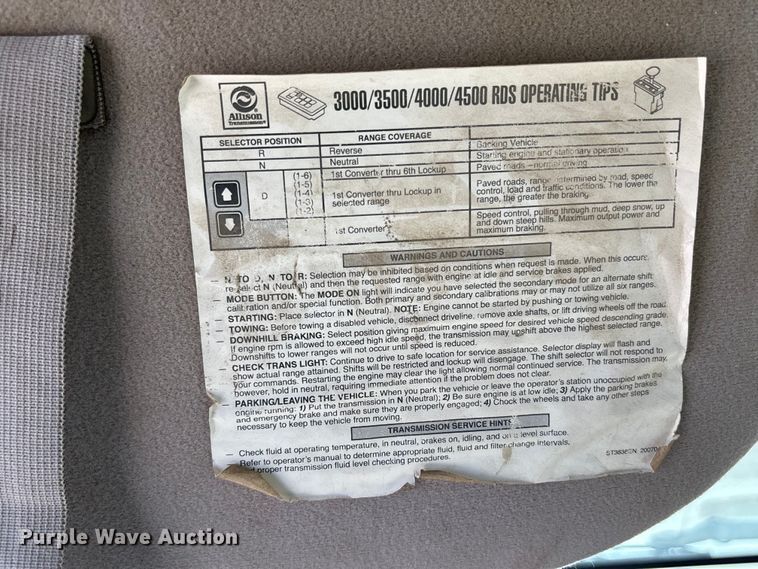 Allison
Transmission
3000/3500/4000/4500 RDS OPERATING TIPS
SELECTOR POSITION RANGE COVERAGE
R Reverse Backing Vehicle
N Neutral Starting engine and stationary operation
(1-6) 1st Converter thru 6th Lockup Paved roads – normal driving
D
(1-5)
(1-4)
(1-3)
(1-2)
1st Converter thru Lockup in
selected range
Paved roads, range determined by road, speed
control, load and traffic conditions. The lower the
range, the greater the braking.
1st Converter
Speed control, pulling through mud, deep snow, up
and down steep hills. Maximum output power and
maximum braking.
WARNINGS AND CAUTIONS
– N TO D, N TO R: Selection may be inhibited based on conditions when request is made. When this occurs,
re-select N (Neutral) and then the requested range with engine at idle and service brakes applied.
– MODE BUTTON: The MODE ON light will indicate you have selected the secondary mode for an alternate shift
calibration and/or special function. Both primary and secondary calibrations may or may not utilize all six ranges.
– STARTING: Place selector in N (Neutral). NOTE: Engine cannot be started by pushing or towing vehicle.
– TOWING: Before towing a disabled vehicle, disconnect driveline, remove axle shafts, or lift driving wheels off the road.
– DOWNHILL BRAKING: Select position giving maximum engine speed for desired vehicle speed descending grade.
If engine rpm is allowed to exceed high idle speed, the transmission may upshift above the highest selected range.
Downshifts to lower ranges will not occur until speed is reduced.
– CHECK TRANS LIGHT: Continue to drive to safe location for service assistance. Selector display will flash and
show actual range attained. Shifts will be restricted and lockup will disengage. The shift selector will not respond to
your commands. Restarting the engine may clear the light allowing normal continued service. The transmission may,
however, hold in neutral, requiring immediate attention if the problem does not clear.
PARKING/LEAVING THE VEHICLE: When you park the vehicle or leave the operator's station unoccupied with the
engine running: 1) Put the transmission in N (Neutral); 2) Be sure engine is at low idle; 3) Apply the parking brakes
and emergency brake and make sure they are properly engaged; 4) Chock the wheels and take any other steps
necessary to keep the vehicle from moving.
TRANSMISSION SERVICE HINTS
– Check fluid at operating temperature, in neutral, brakes on, idling, and on a level surface.
– Refer to operator's manual to determine appropriate fluid, fluid and filter change intervals,
and proper transmission fluid level checking procedures.
Purple Wave Auction